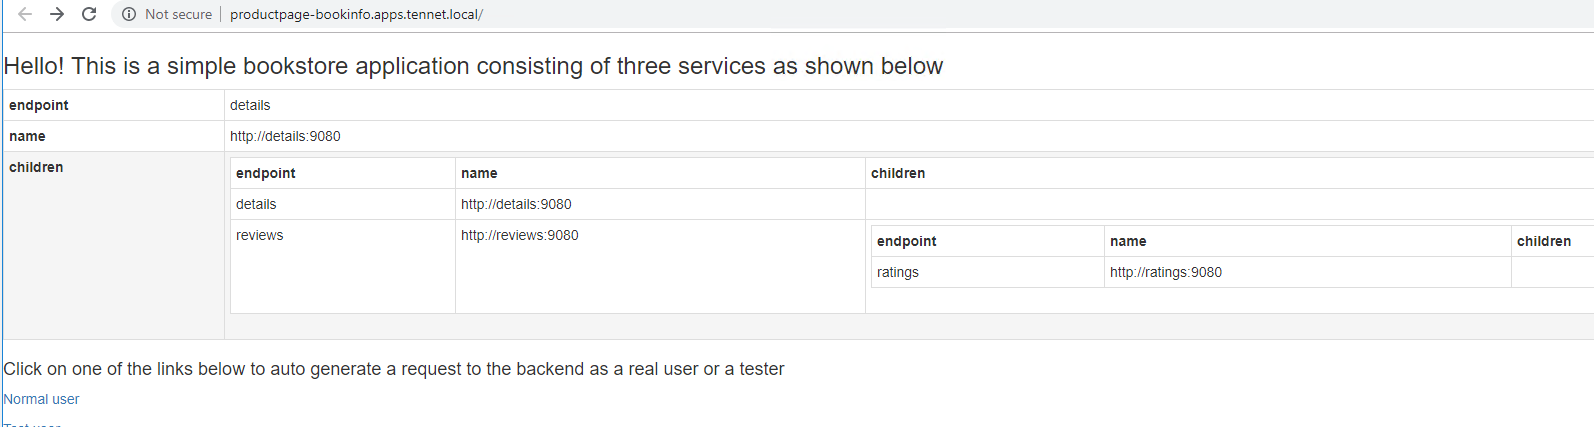 Not secure | productpage-bookinfo.apps.tennet.local/
Hello! This is a simple bookstore application consisting of three services as shown below
endpoint details
name http://details:9080
children
endpoint name children
details http://details:9080
reviews http://reviews:9080
endpoint name children
ratings http://ratings:9080
Click on one of the links below to auto generate a request to the backend as a real user or a tester
Normal user
Test user